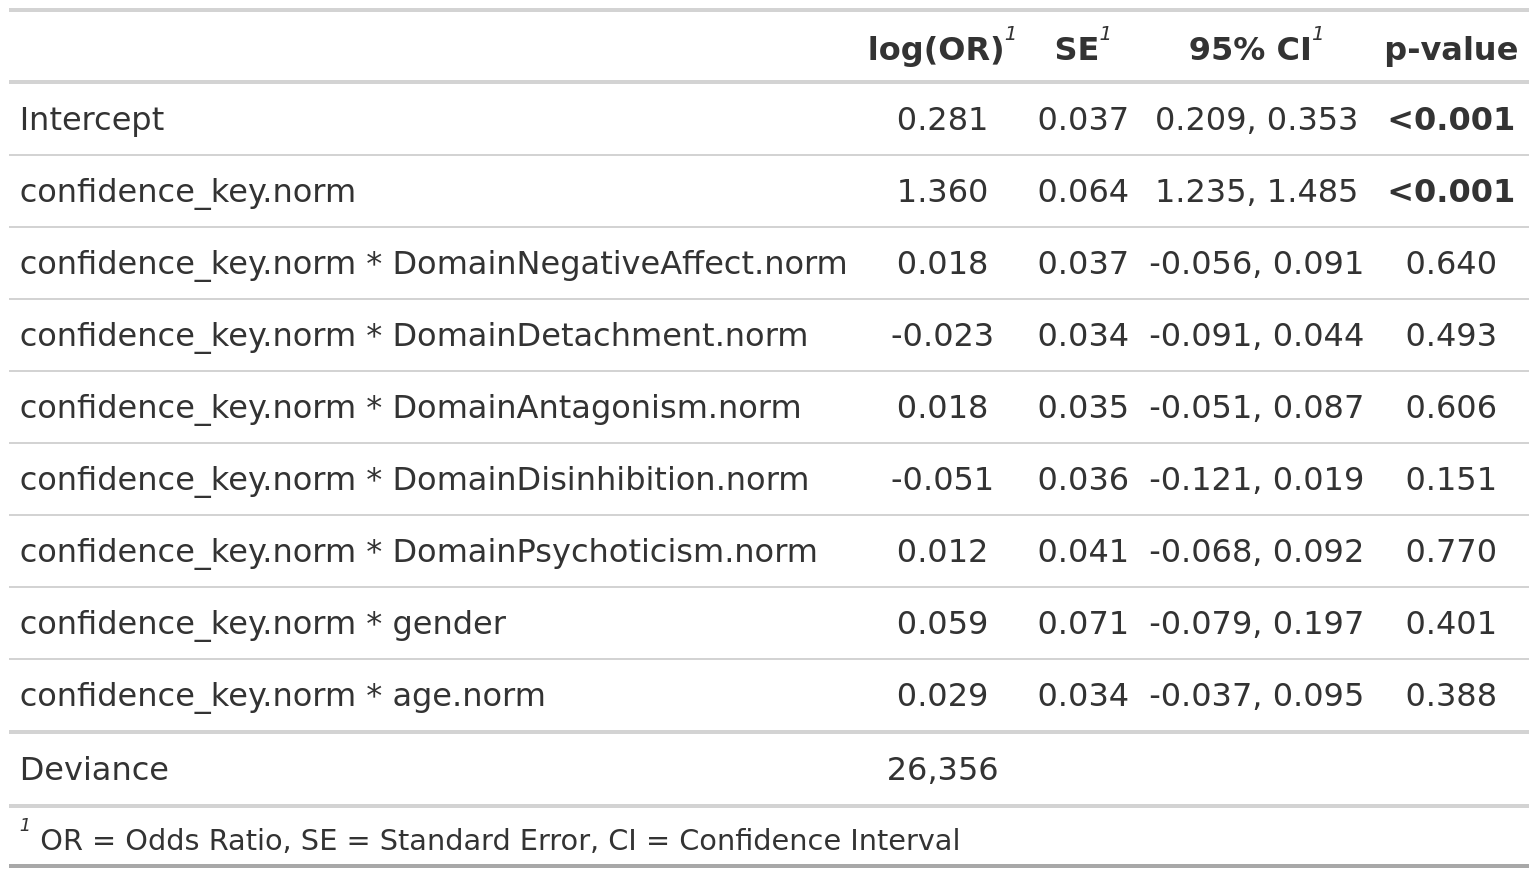 log(OR)1 SE1 95% CI1 p-value
Intercept 0.281 0.037 0.209, 0.353 <0.001
confidence_key.norm 1.360 0.064 1.235, 1.485 <0.001
confidence_key.norm * DomainNegativeAffect.norm 0.018 0.037 -0.056, 0.091 0.640
confidence_key.norm * DomainDetachment.norm -0.023 0.034 -0.091, 0.044 0.493
confidence_key.norm * DomainAntagonism.norm 0.018 0.035 -0.051, 0.087 0.606
confidence_key.norm * DomainDisinhibition.norm -0.051 0.036 -0.121, 0.019 0.151
confidence_key.norm * DomainPsychoticism.norm 0.012 0.041 -0.068, 0.092 0.770
confidence_key.norm * gender 0.059 0.071 -0.079, 0.197 0.401
confidence_key.norm * age.norm 0.029 0.034 -0.037, 0.095 0.388
Deviance 26,356
1 OR = Odds Ratio, SE = Standard Error, CI = Confidence Interval